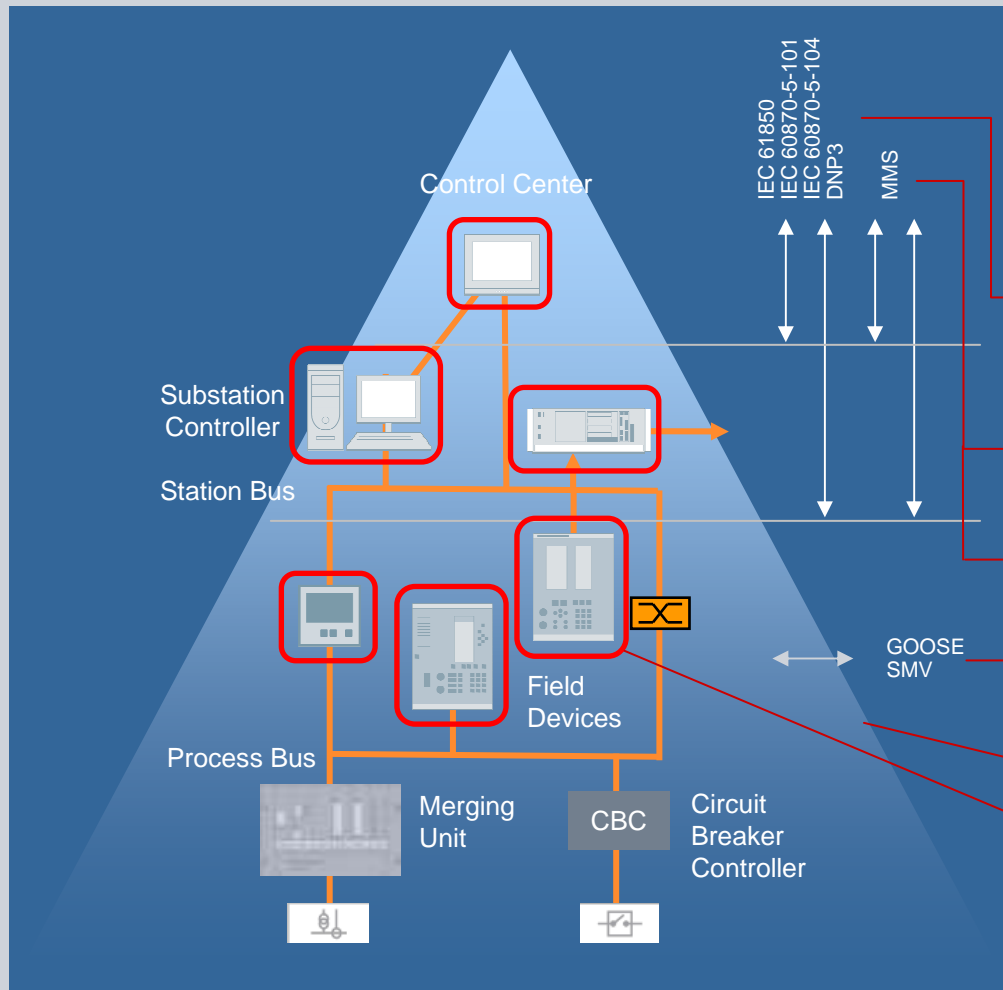 IEC 61850
IEC 60870-5-101
IEC 60870-5-104
DNP3
MMS
Control Center
Substation
Controller
Station Bus
GOOSE
SMV
Field
Devices
Process Bus
Merging
Unit
CBC
Circuit
Breaker
Controller